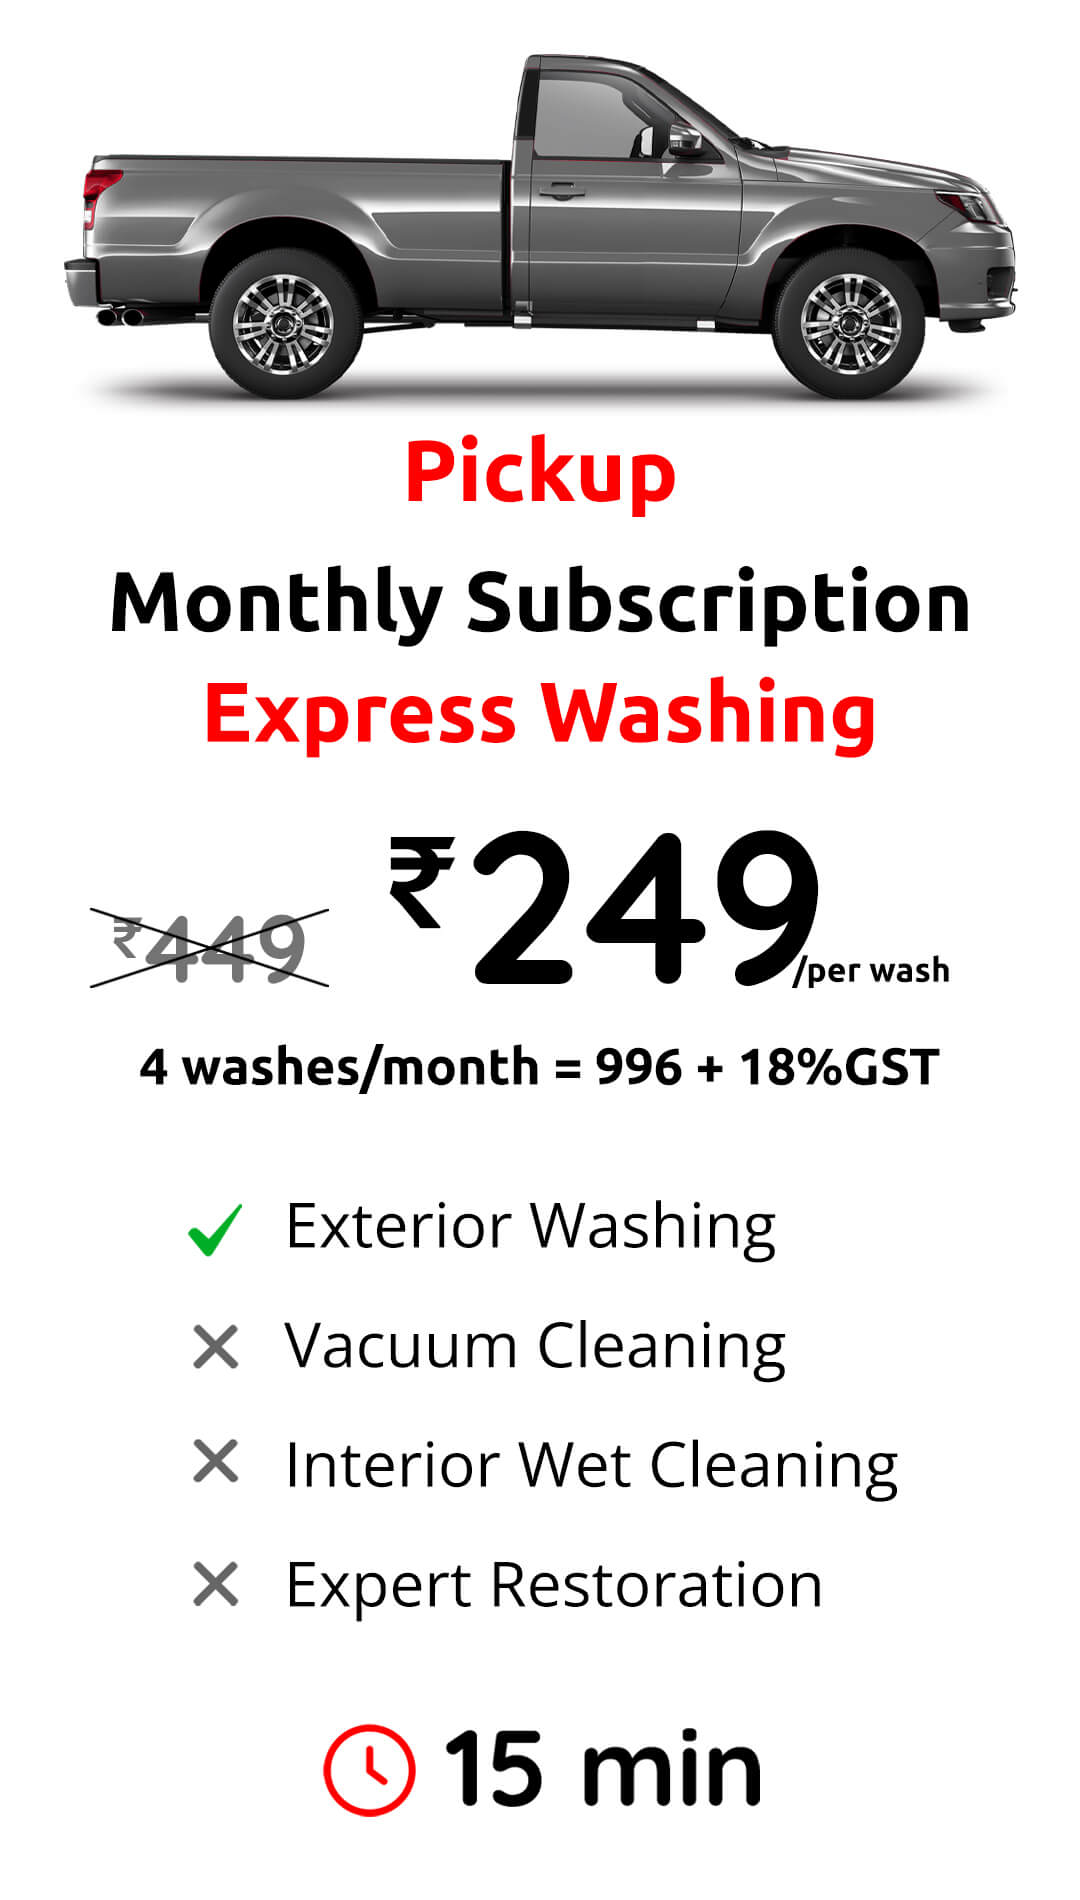 Pickup
Monthly Subscription
Express Washing
₹449
₹249/per wash
4 washes/month = 996 + 18%GST
Exterior Washing
Vacuum Cleaning
Interior Wet Cleaning
Expert Restoration
15 min